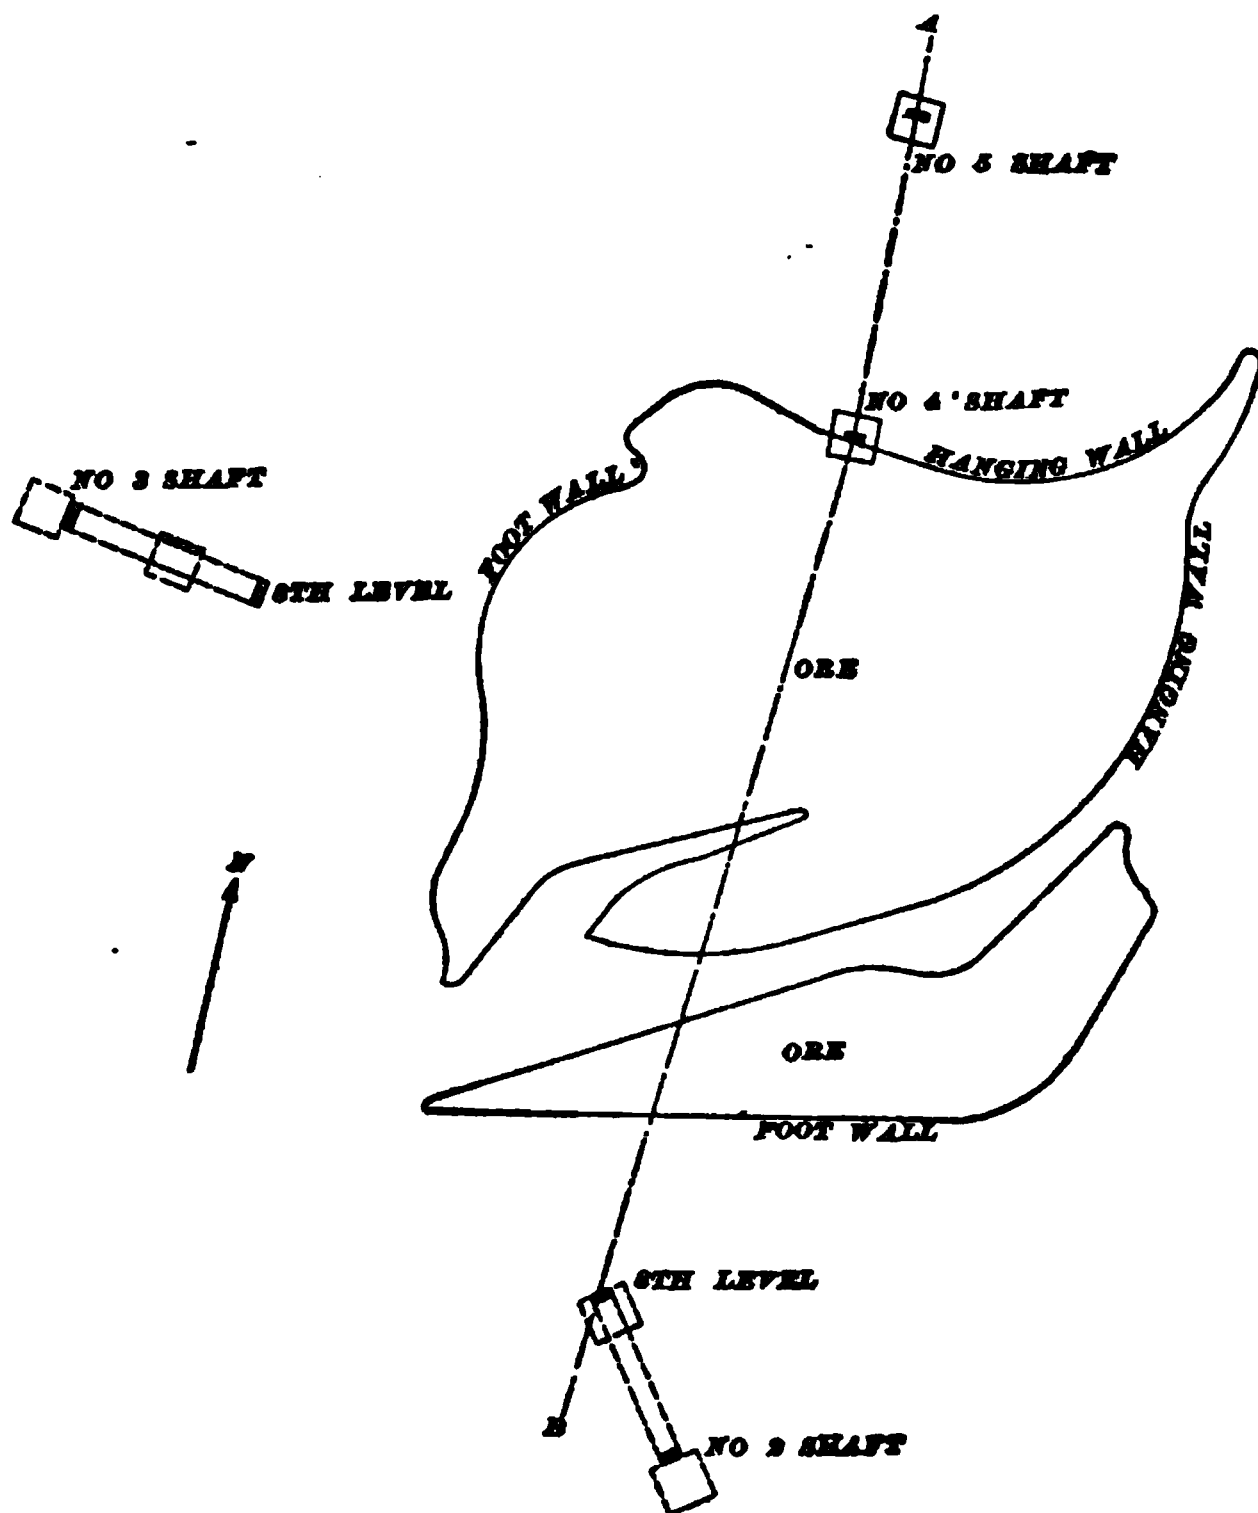 A
NO 5 SHAFT
NO 4 SHAFT
HANGING WALL
FOOT WALL
NO 3 SHAFT
8TH LEVEL
HANGING WALL
ORE
N
ORE
FOOT WALL
8TH LEVEL
B
NO 2 SHAFT